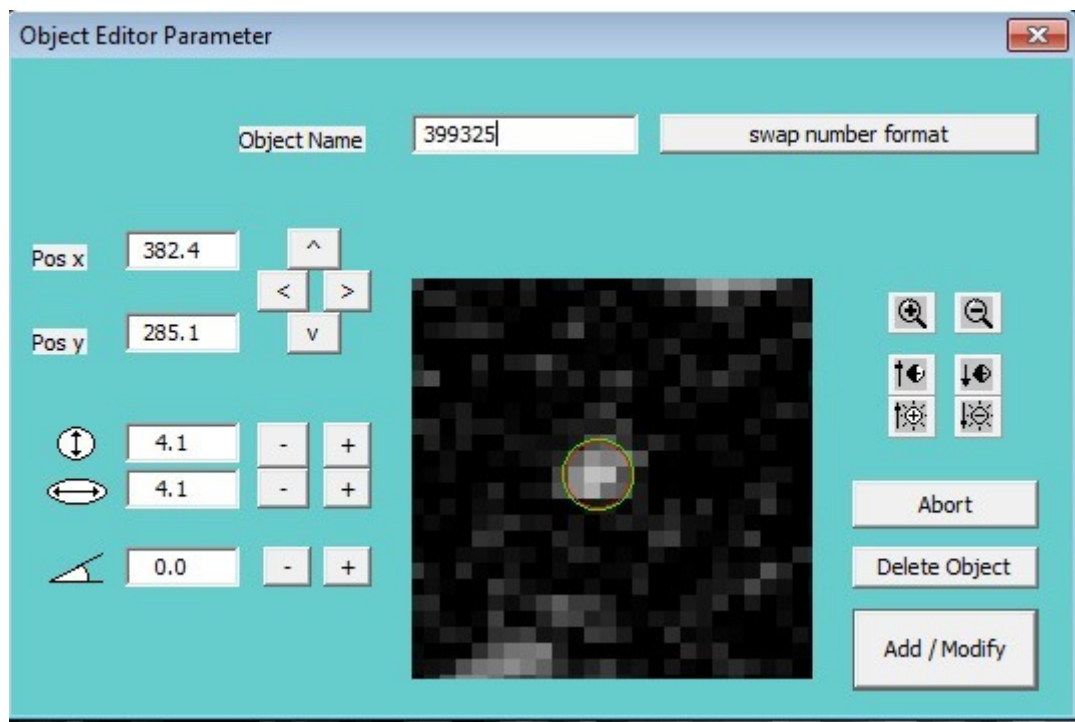 Object Editor Parameter
Object Name
399325
swap number format
Pos x
382.4
^
<
>
Pos y
285.1
v
4.1
-
+
4.1
-
+
Abort
0.0
-
+
Delete Object
Add / Modify